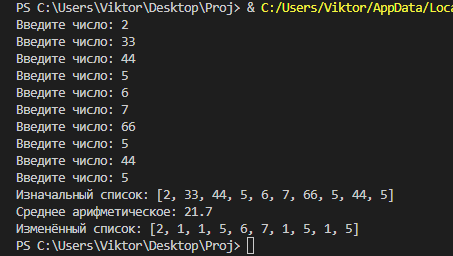 PS C:\Users\Viktor\Desktop\Proj> & C:/Users/Viktor/AppData/Loca
Введите число: 2
Введите число: 33
Введите число: 44
Введите число: 5
Введите число: 6
Введите число: 7
Введите число: 66
Введите число: 5
Введите число: 44
Введите число: 5
Изначальный список: [2, 33, 44, 5, 6, 7, 66, 5, 44, 5]
Среднее арифметическое: 21.7
Изменённый список: [2, 1, 1, 5, 6, 7, 1, 5, 1, 5]
PS C:\Users\Viktor\Desktop\Proj>